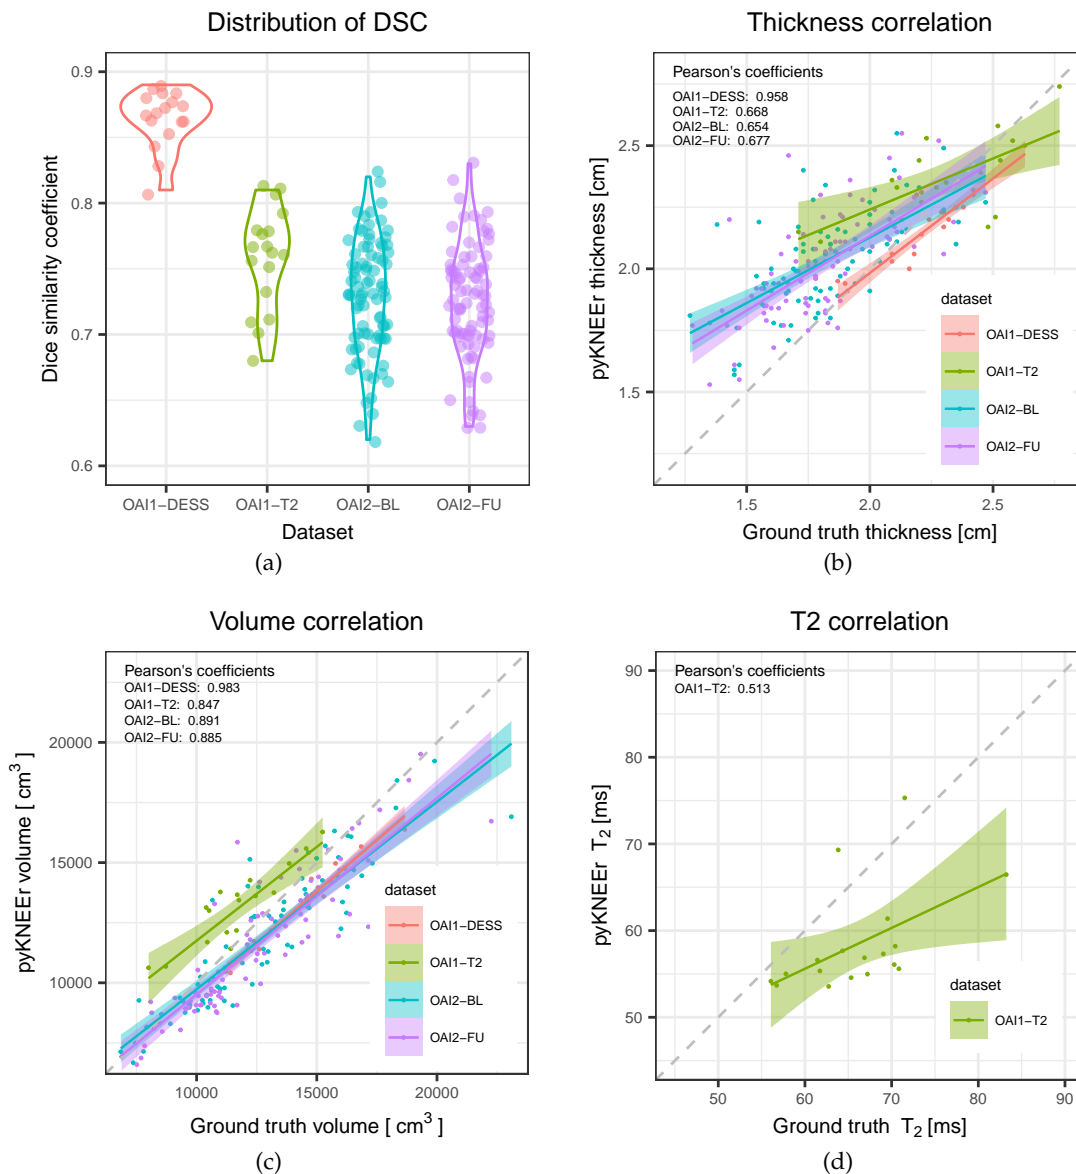 Distribution of DSC
0.9
0.8
0.7
0.6
Dice similarity coefficient
OAI1−DESS OAI1−T2 OAI2−BL OAI2−FU
Dataset
(a)
Thickness correlation
Pearson's coefficients
OAI1−DESS: 0.958
OAI1−T2: 0.668
OAI2−BL: 0.654
OAI2−FU: 0.677
2.5
2.0
1.5
pyKNEEr thickness [cm]
dataset
OAI1−DESS
OAI1−T2
OAI2−BL
OAI2−FU
1.5 2.0 2.5
Ground truth thickness [cm]
(b)
Volume correlation
Pearson's coefficients
OAI1−DESS: 0.983
OAI1−T2: 0.847
OAI2−BL: 0.891
OAI2−FU: 0.885
20000
15000
10000
pyKNEEr volume [ cm³ ]
dataset
OAI1−DESS
OAI1−T2
OAI2−BL
OAI2−FU
10000 15000 20000
Ground truth volume [ cm³ ]
(c)
T2 correlation
Pearson's coefficients
OAI1−T2: 0.513
90
80
70
60
50
pyKNEEr T₂ [ms]
dataset
OAI1−T2
50 60 70 80 90
Ground truth T₂ [ms]
(d)